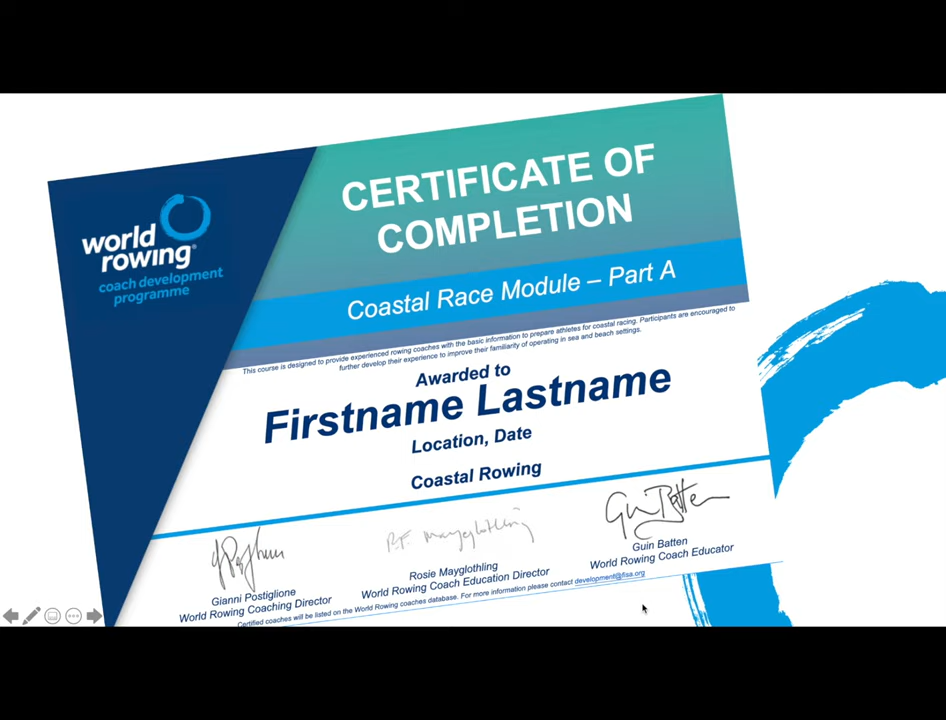 CERTIFICATE OF
COMPLETION
world
rowing®
coach development
programme
Coastal Race Module – Part A
This course is designed to provide experienced rowing coaches with the basic information to prepare athletes for coastal racing. Participants are encouraged to
further develop their experience to improve their familiarity of operating in sea and beach settings.
Awarded to
Firstname Lastname
Location, Date
Coastal Rowing
R.F. Mayglothling
Guin Batten
Gianni Postiglione
World Rowing Coaching Director
Rosie Mayglothling
World Rowing Coach Education Director
Guin Batten
World Rowing Coach Educator
Certified coaches will be listed on the World Rowing coaches database. For more information please contact development@fisa.org